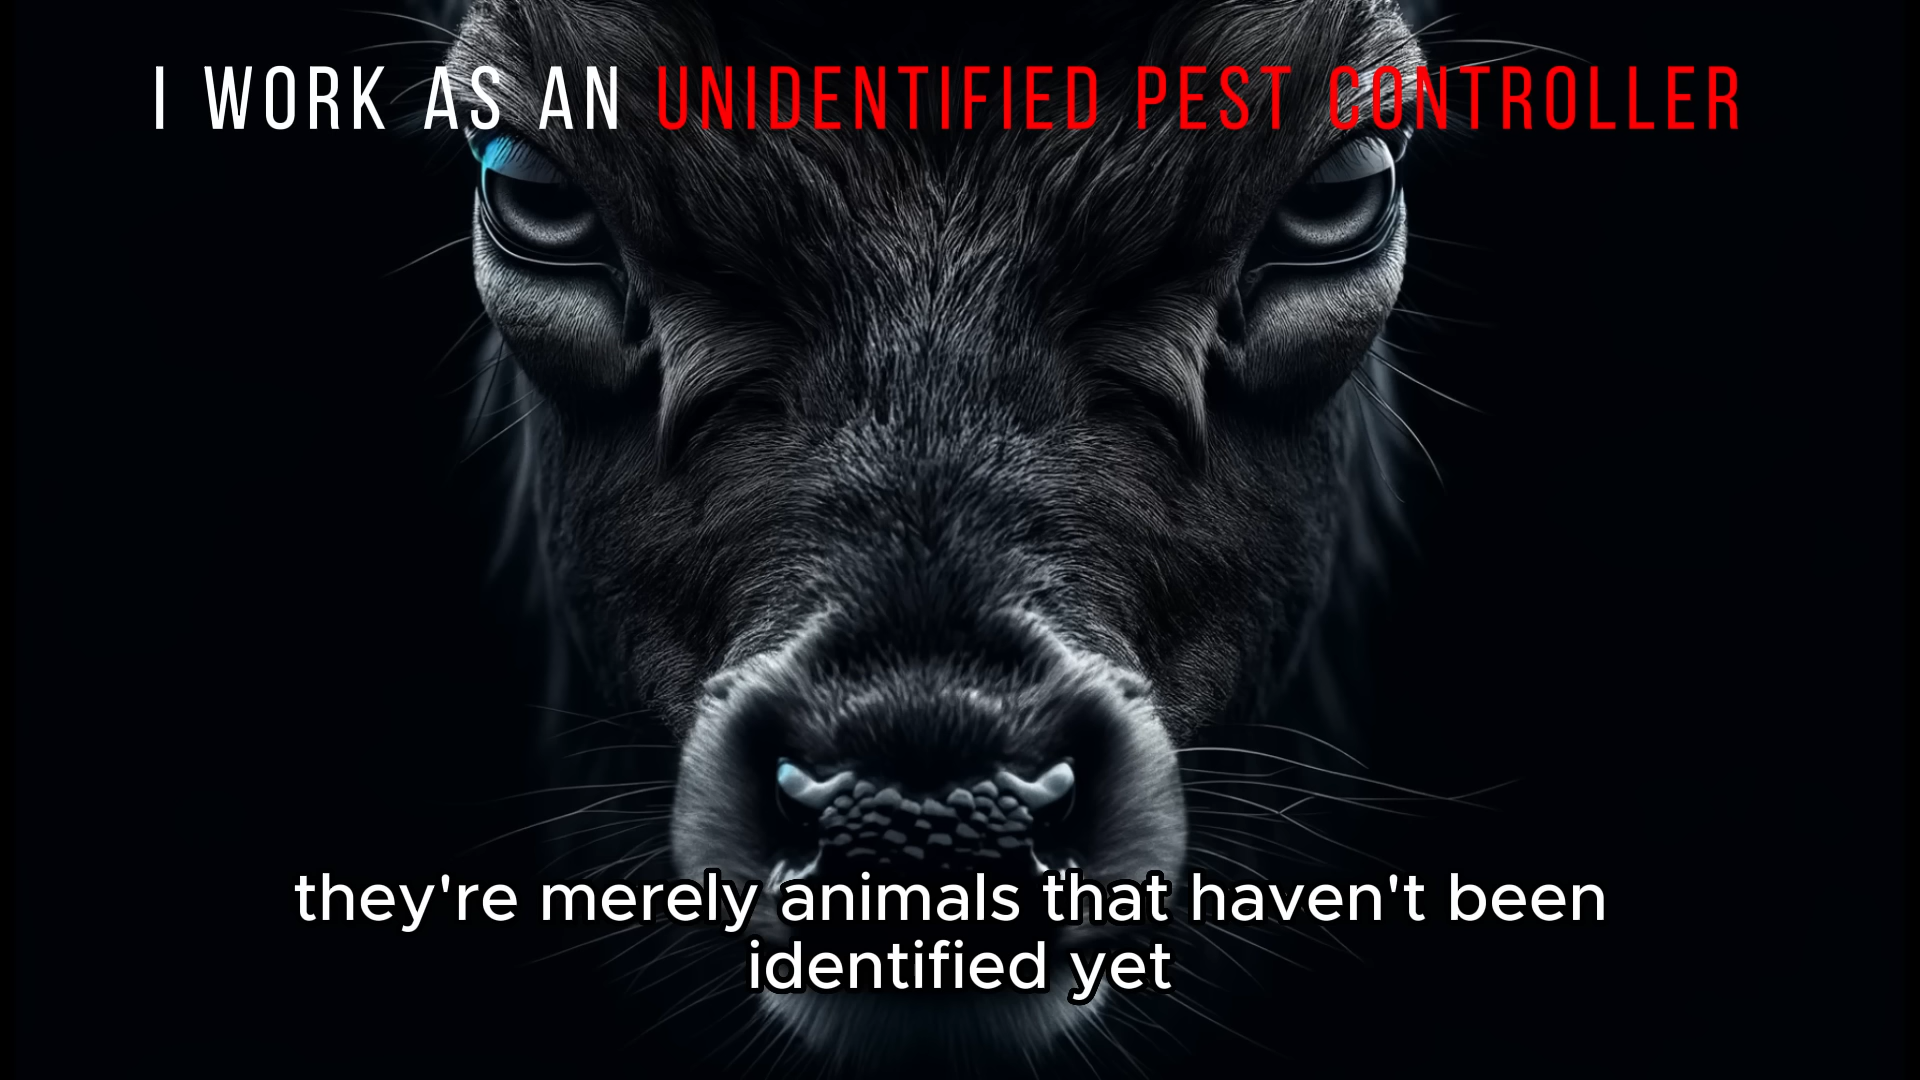 I WORK AS AN UNIDENTIFIED PEST CONTROLLER
they're merely animals that haven't been
identified yet